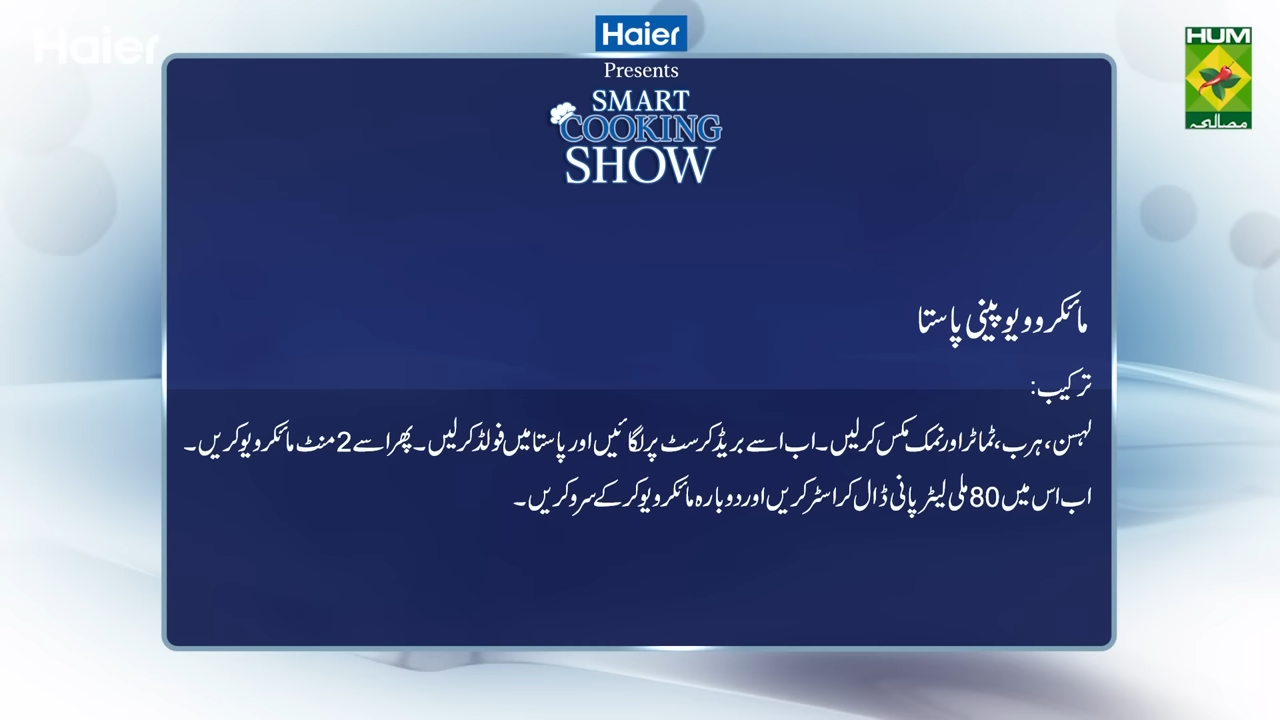 Haier
Haier
HUM
مصالحہ
Presents
SMART
COOKING
SHOW
مائکروویو پینی پاستا
ترکیب:
لہسن، ہرب، ٹماٹر اور نمک مکس کرلیں۔ اب اسے بریڈ کرسٹ پر لگائیں اور پاستا میں فولڈ کرلیں۔ پھر اسے 2 منٹ مائکرویو کریں۔
اب اس میں 80 ملی لیٹر پانی ڈال کر اسٹر کریں اور دوبارہ مائکرویو کر کے سرو کریں۔